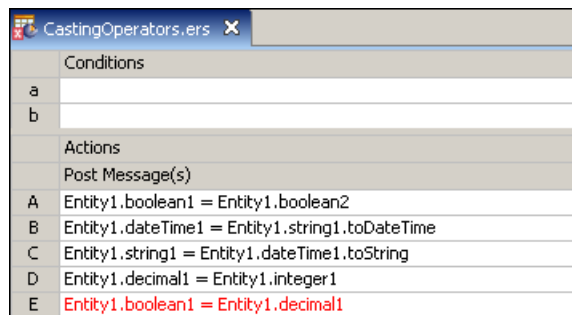 CastingOperators.ers
Conditions
a
b
Actions
Post Message(s)
A Entity1.boolean1 = Entity1.boolean2
B Entity1.dateTime1 = Entity1.string1.toDateTime
C Entity1.string1 = Entity1.dateTime1.toString
D Entity1.decimal1 = Entity1.integer1
E Entity1.boolean1 = Entity1.decimal1